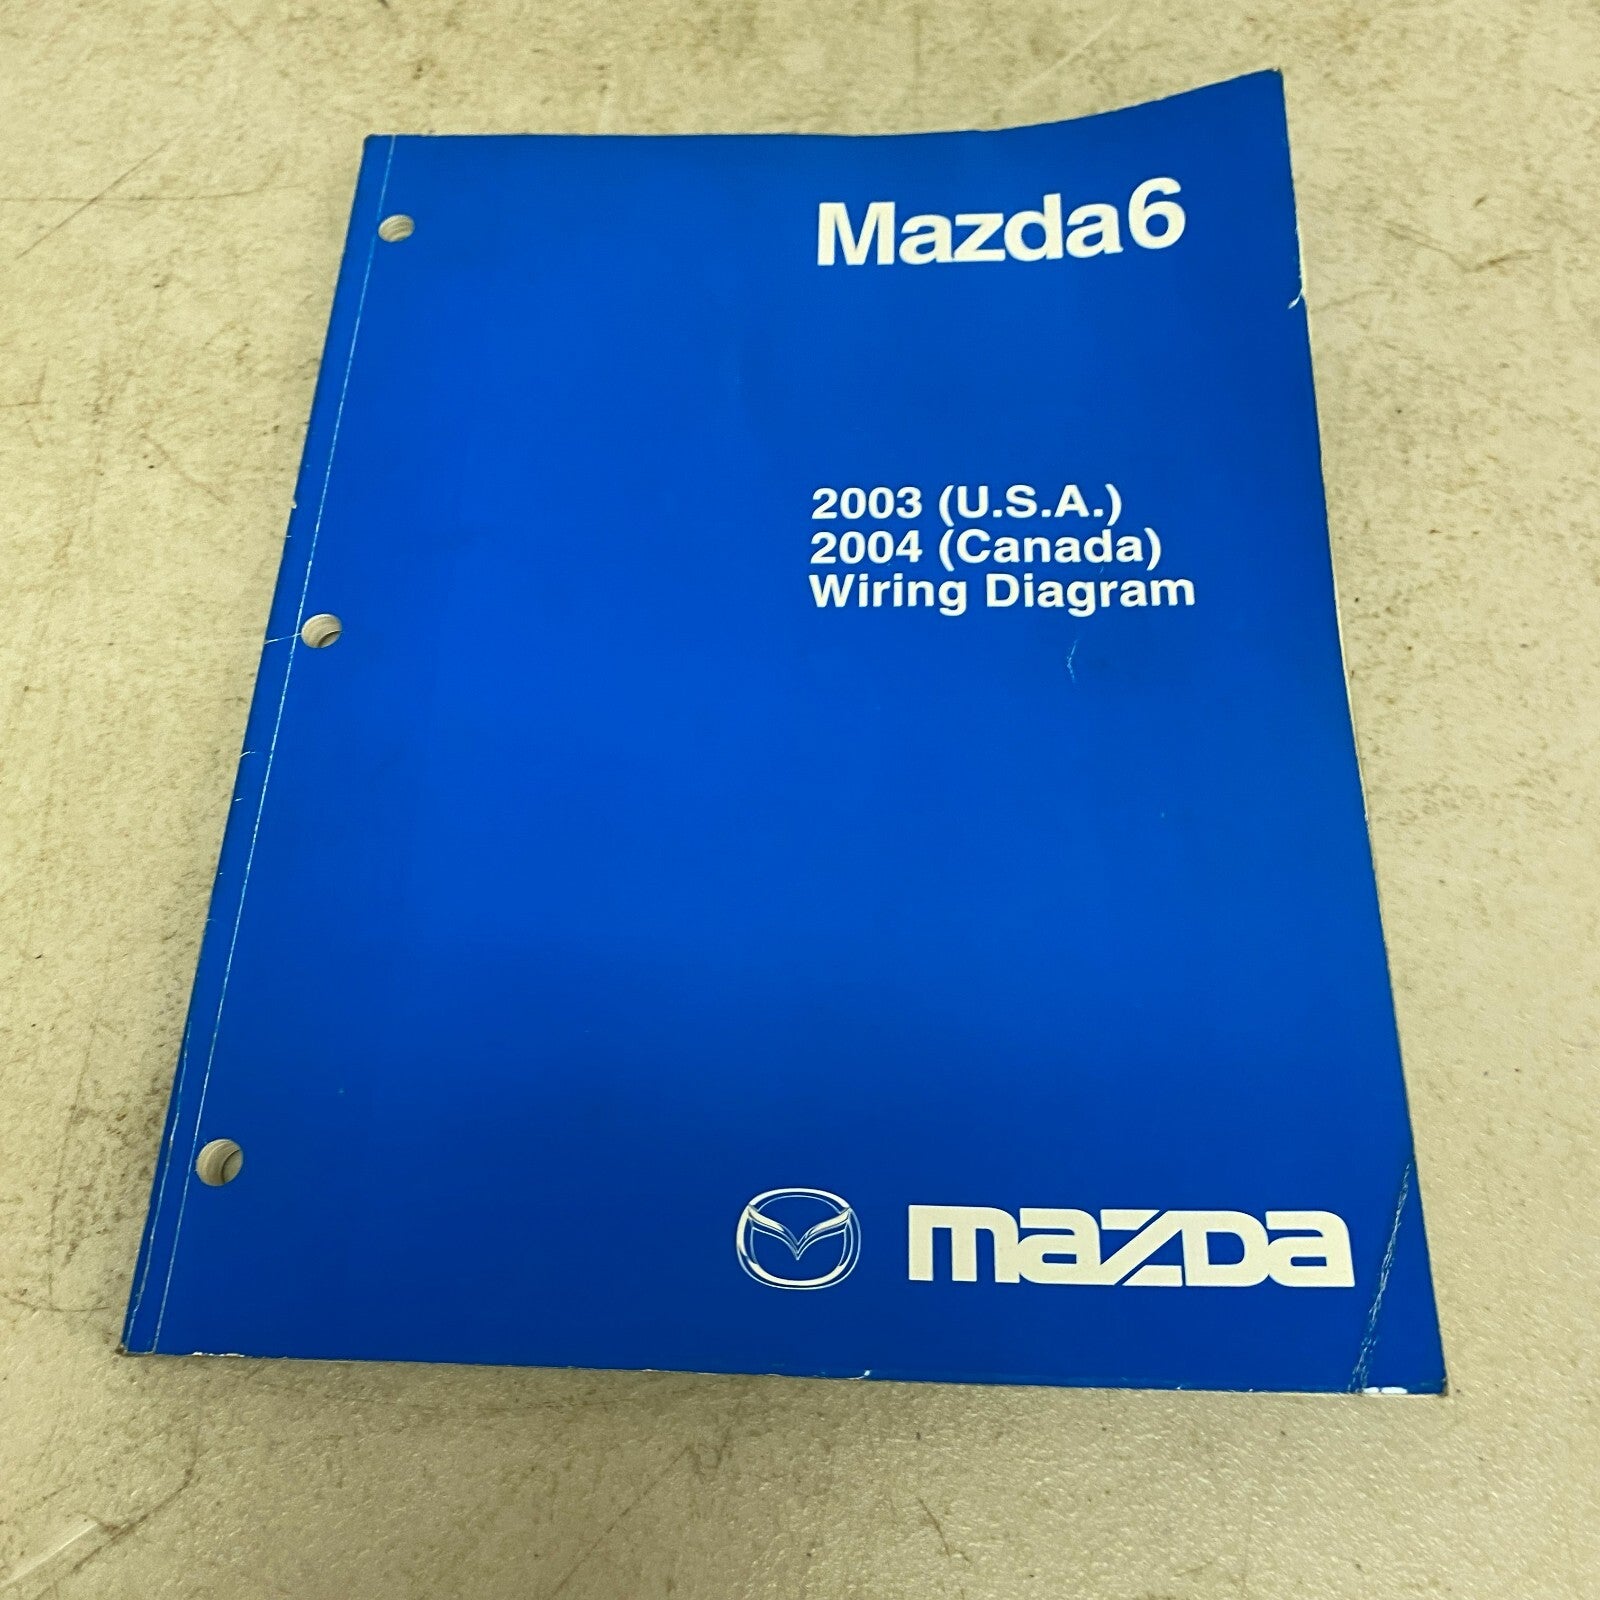 Mazda6
2003 (U.S.A.)
2004 (Canada)
Wiring Diagram
mazda